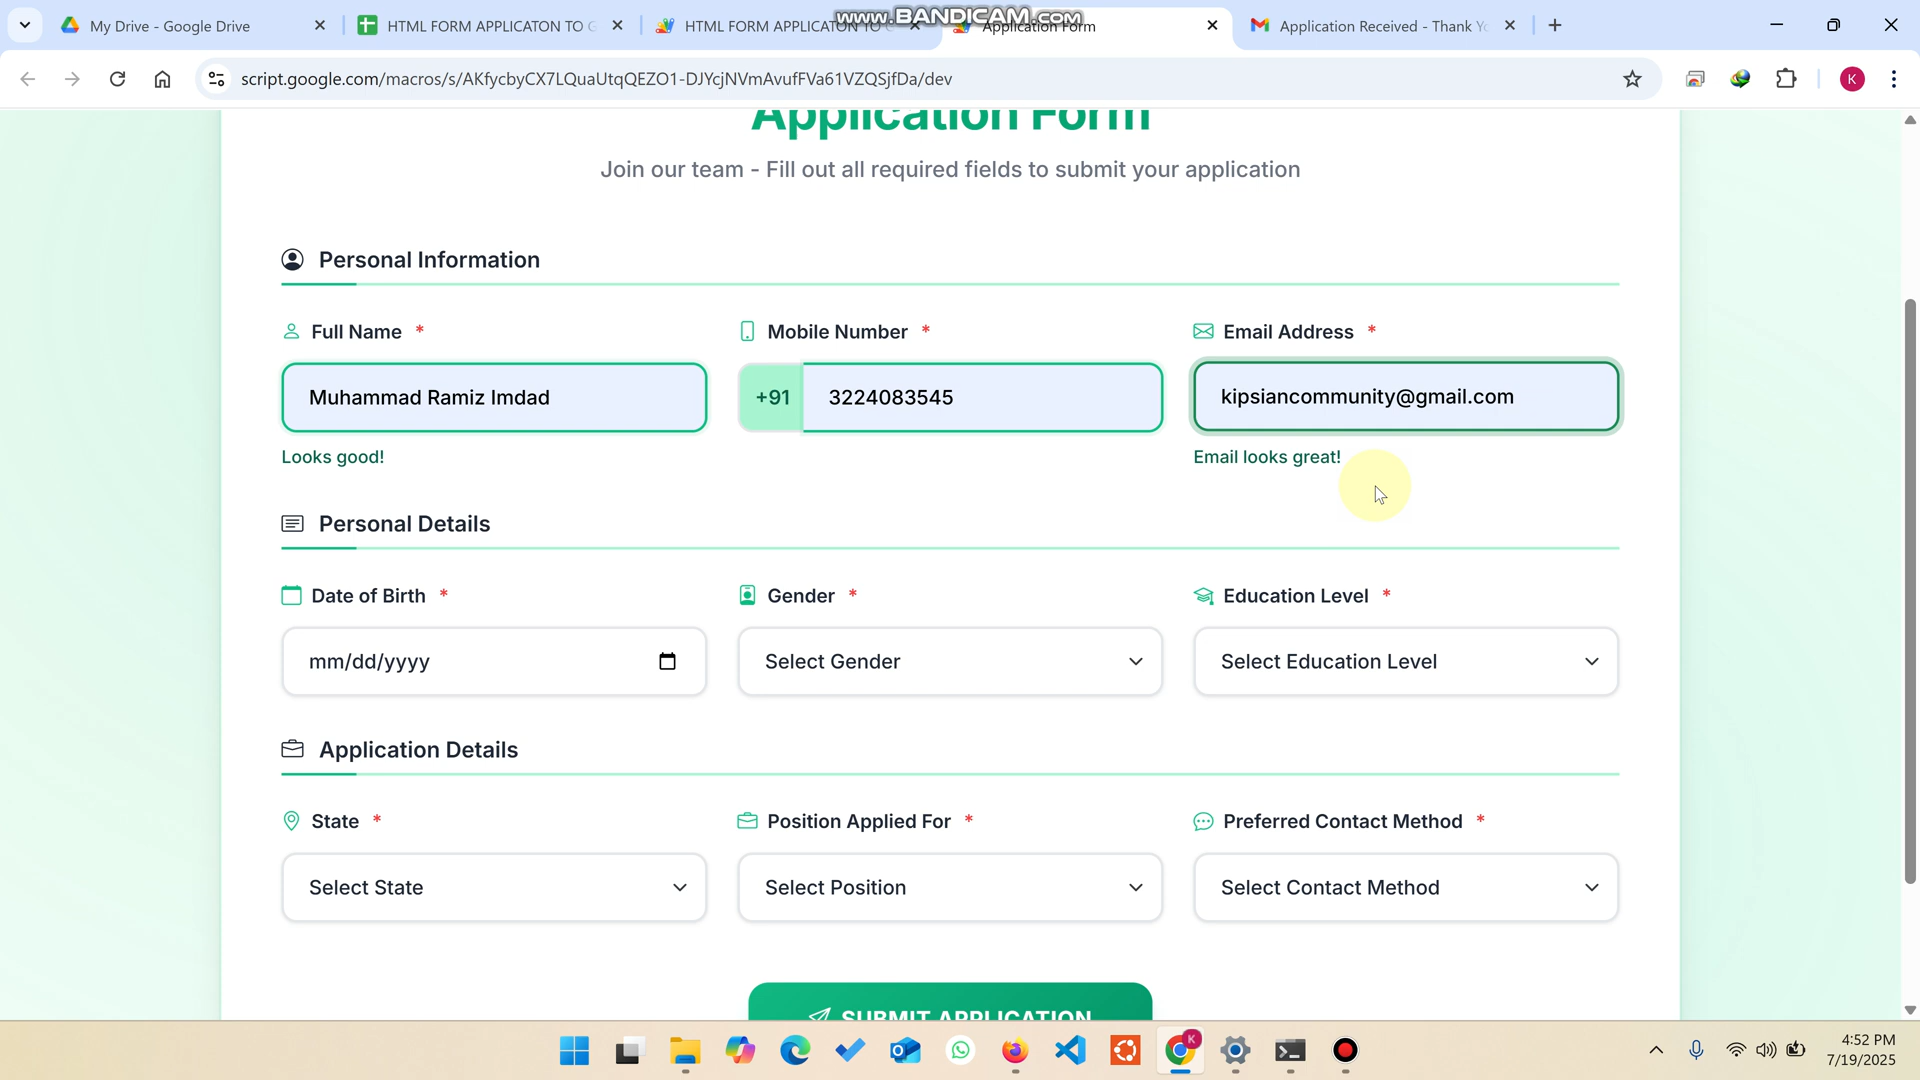 www.BANDICAM.com
My Drive - Google Drive
HTML FORM APPLICATON TO G
HTML FORM APPLICATON TO G
Application Form
Application Received - Thank Yo
script.google.com/macros/s/AKfycbyCX7LQuaUtqQEZO1-DJYcjNVmAvufFVa61VZQSjfDa/dev
K
Application Form
Join our team - Fill out all required fields to submit your application
Personal Information
Full Name *
Mobile Number *
Email Address *
Muhammad Ramiz Imdad
+91
3224083545
kipsiancommunity@gmail.com
Looks good!
Email looks great!
Personal Details
Date of Birth *
Gender *
Education Level *
mm/dd/yyyy
Select Gender
Select Education Level
Application Details
State *
Position Applied For *
Preferred Contact Method *
Select State
Select Position
Select Contact Method
SUBMIT APPLICATION
K
4:52 PM
7/19/2025